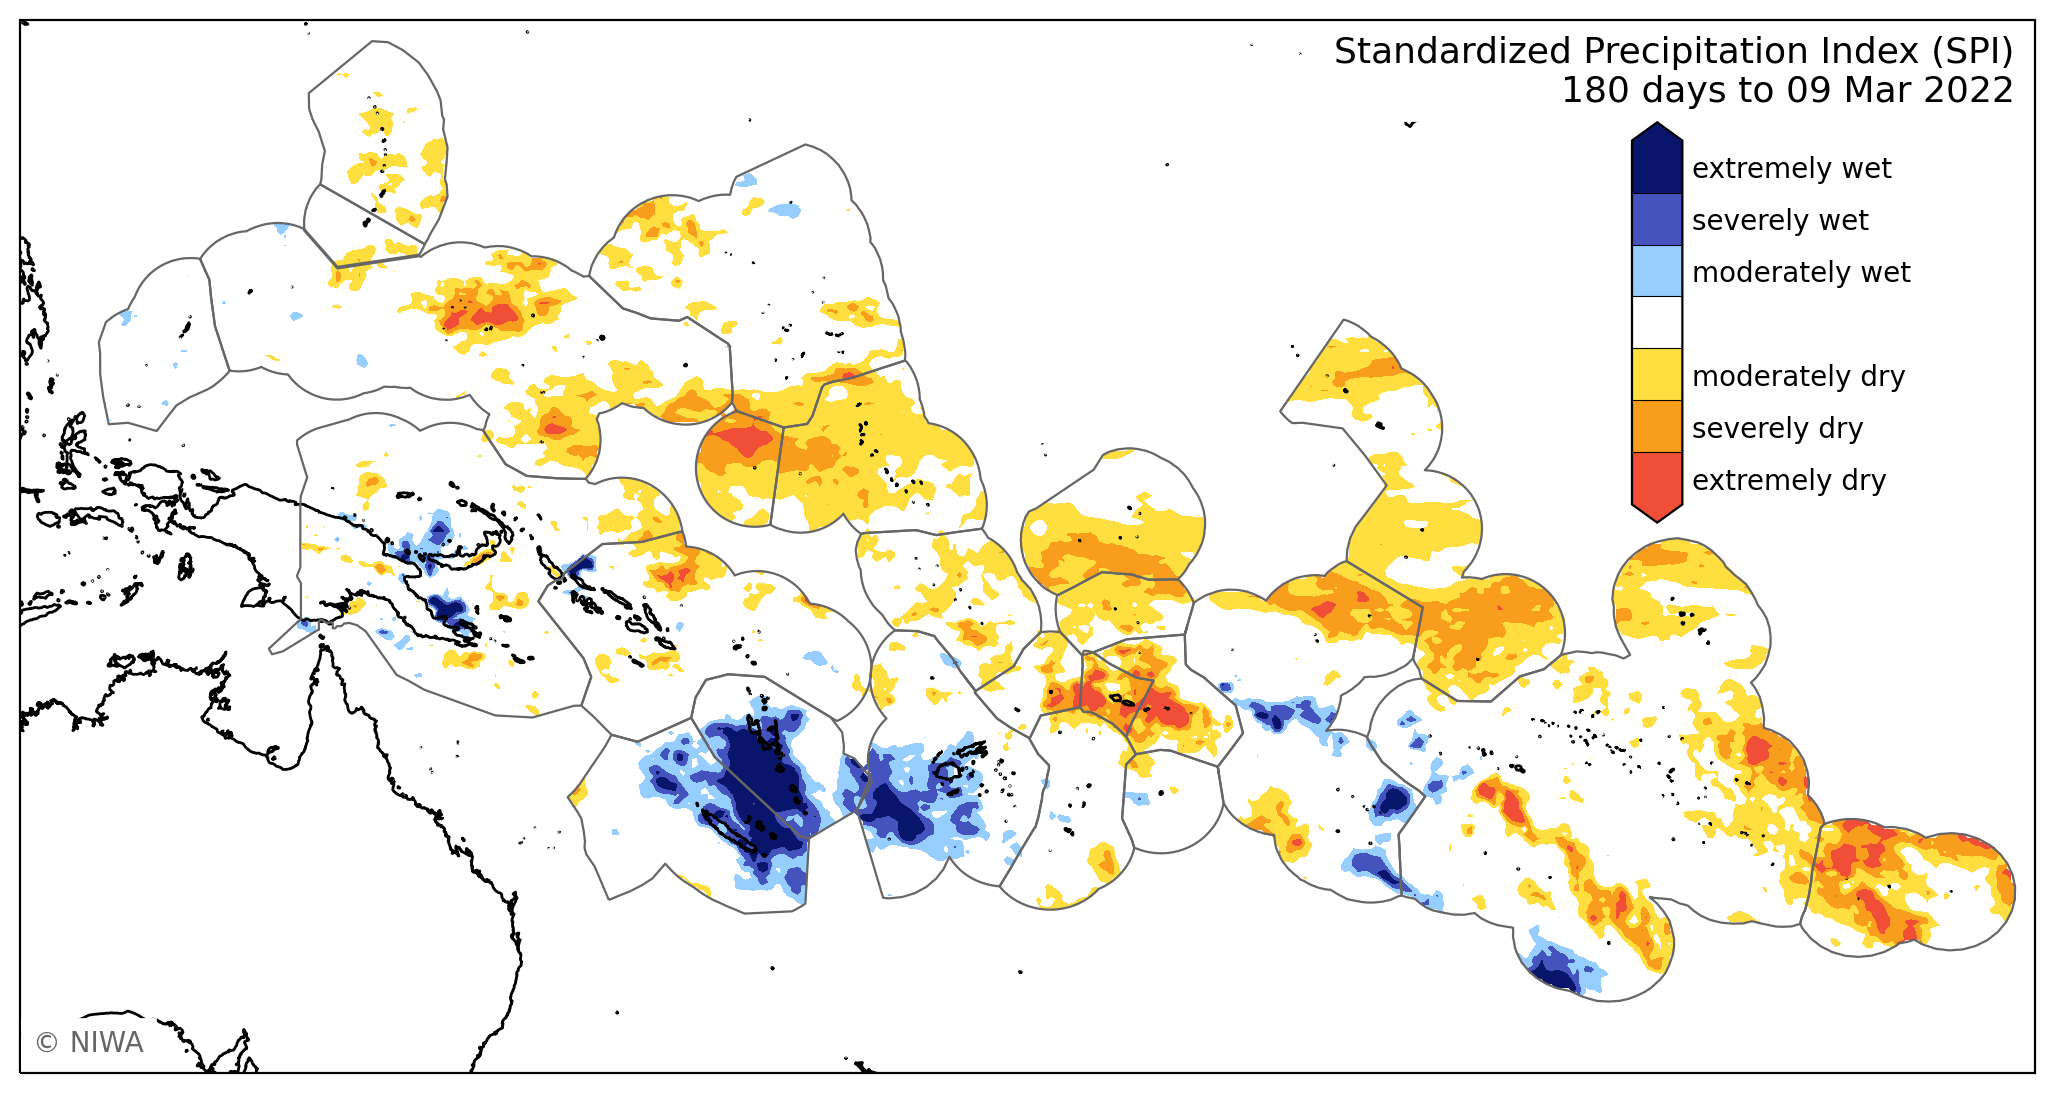 Standardized Precipitation Index (SPI)
180 days to 09 Mar 2022
extremely wet
severely wet
moderately wet
moderately dry
severely dry
extremely dry
© NIWA